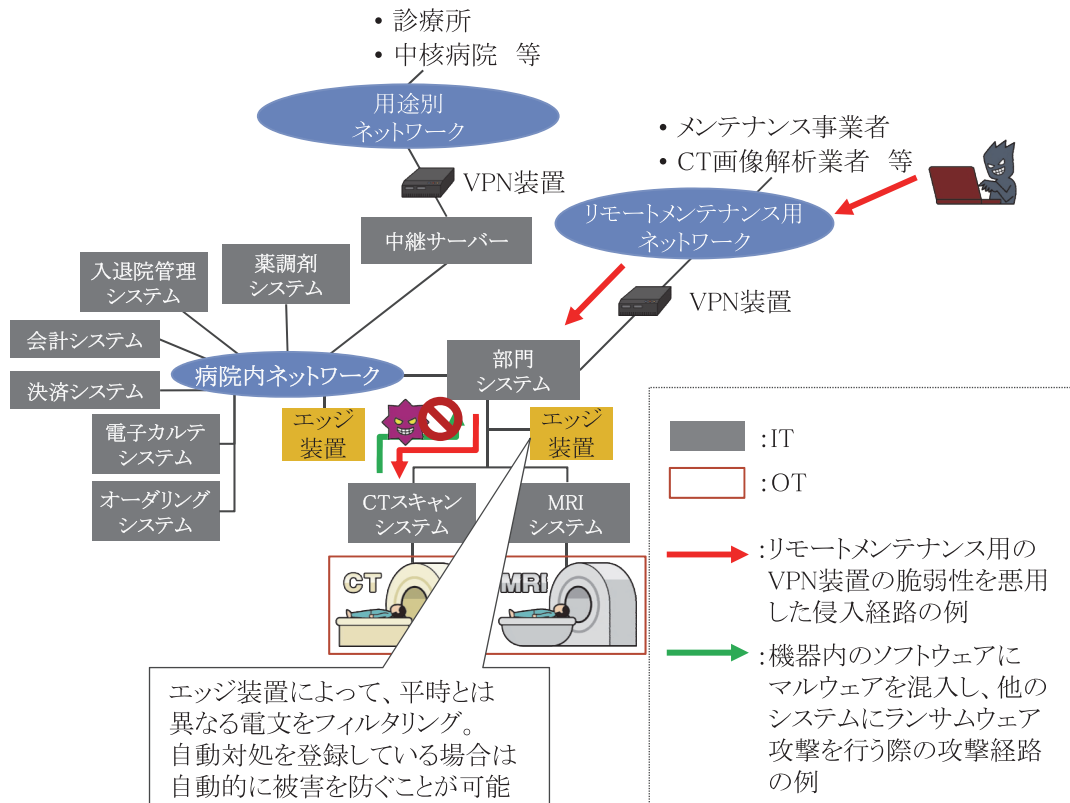 ・診療所
・中核病院　等
用途別
ネットワーク
VPN装置
中継サーバー
・メンテナンス事業者
・CT画像解析業者　等
リモートメンテナンス用
ネットワーク
VPN装置
入退院管理
システム
薬調剤
システム
会計システム
決済システム
病院内ネットワーク
部門
システム
電子カルテ
システム
オーダリング
システム
エッジ
装置
エッジ
装置
CTスキャン
システム
MRI
システム
CT
MRI
エッジ装置によって、平時とは
異なる電文をフィルタリング。
自動対処を登録している場合は
自動的に被害を防ぐことが可能
:IT
:OT
:リモートメンテナンス用の
VPN装置の脆弱性を悪用
した侵入経路の例
:機器内のソフトウェアに
マルウェアを混入し、他の
システムにランサムウェア
攻撃を行う際の攻撃経路
の例